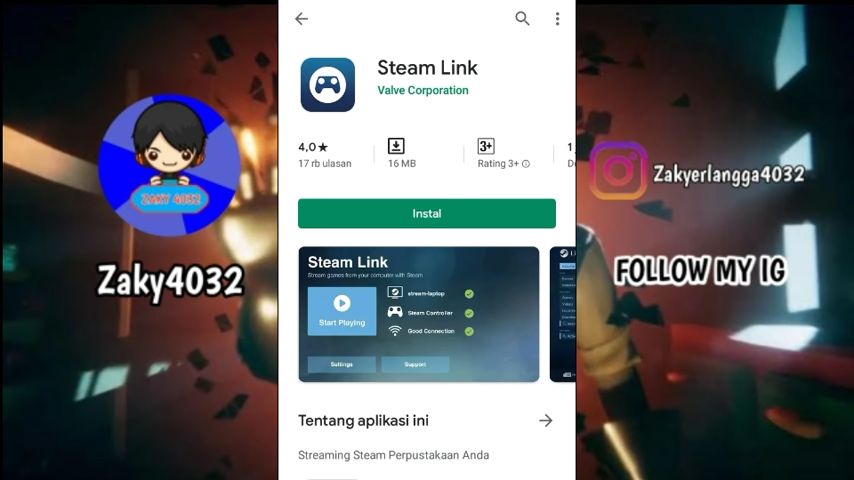 Steam Link
Valve Corporation
4,0★
17 rb ulasan
16 MB
3+
Rating 3+
Instal
Steam Link
Stream games from your computer with Steam
Start Playing
stream-laptop
Steam Controller
Good Connection
Settings
Support
Tentang aplikasi ini
Streaming Steam Perpustakaan Anda
ZAKY 4032
Zaky4032
Zakyerlangga4032
FOLLOW MY IG